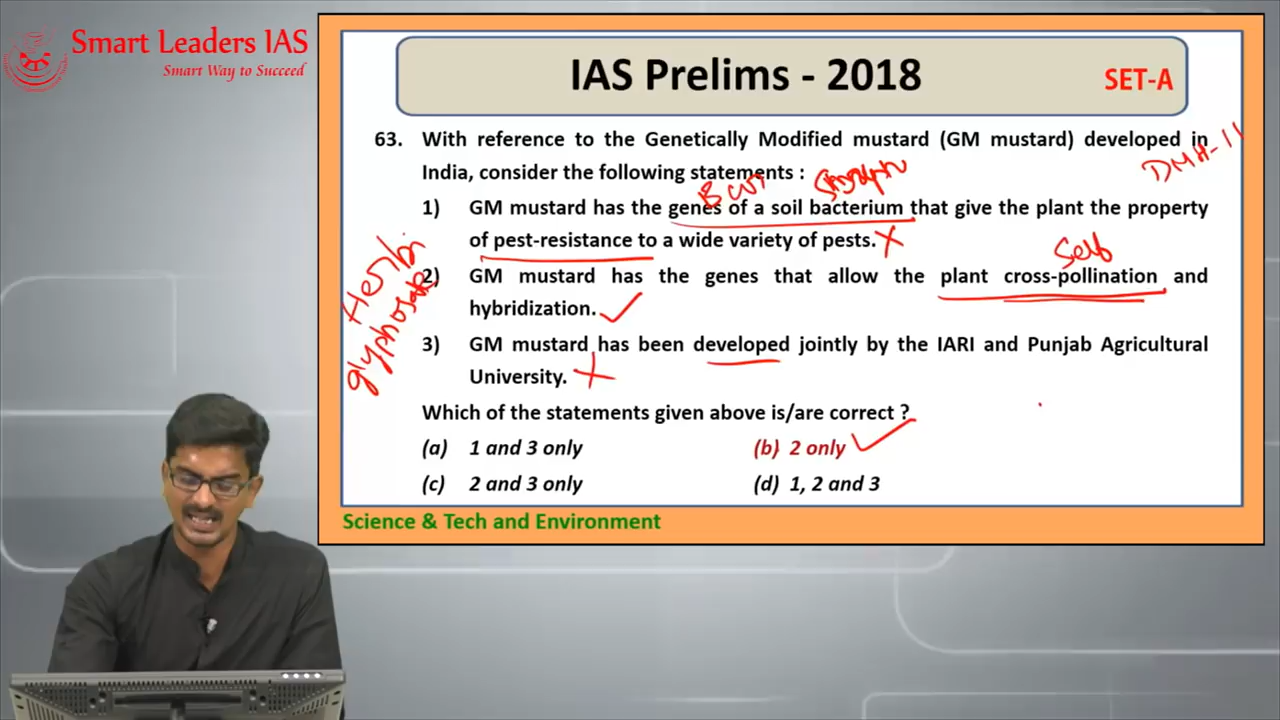 Smart Leaders IAS
Smart Way to Succeed
IAS Prelims - 2018
SET-A
63. With reference to the Genetically Modified mustard (GM mustard) developed in
DMH-11
India, consider the following statements :
1) GM mustard has the genes of a soil bacterium that give the plant the property
of pest-resistance to a wide variety of pests.
Self
2) GM mustard has the genes that allow the plant cross-pollination and
hybridization.
glyphosate
3) GM mustard has been developed jointly by the IARI and Punjab Agricultural
University.
Which of the statements given above is/are correct ?
(a) 1 and 3 only (b) 2 only
(c) 2 and 3 only (d) 1, 2 and 3
Science & Tech and Environment